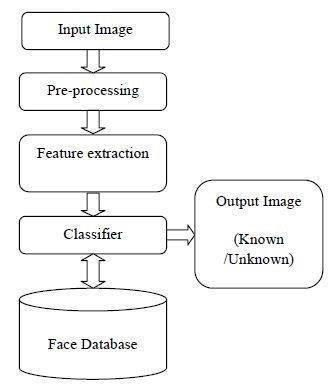 Input Image
Pre-processing
Feature extraction
Classifier
Output Image
(Known
/Unknown)
Face Database